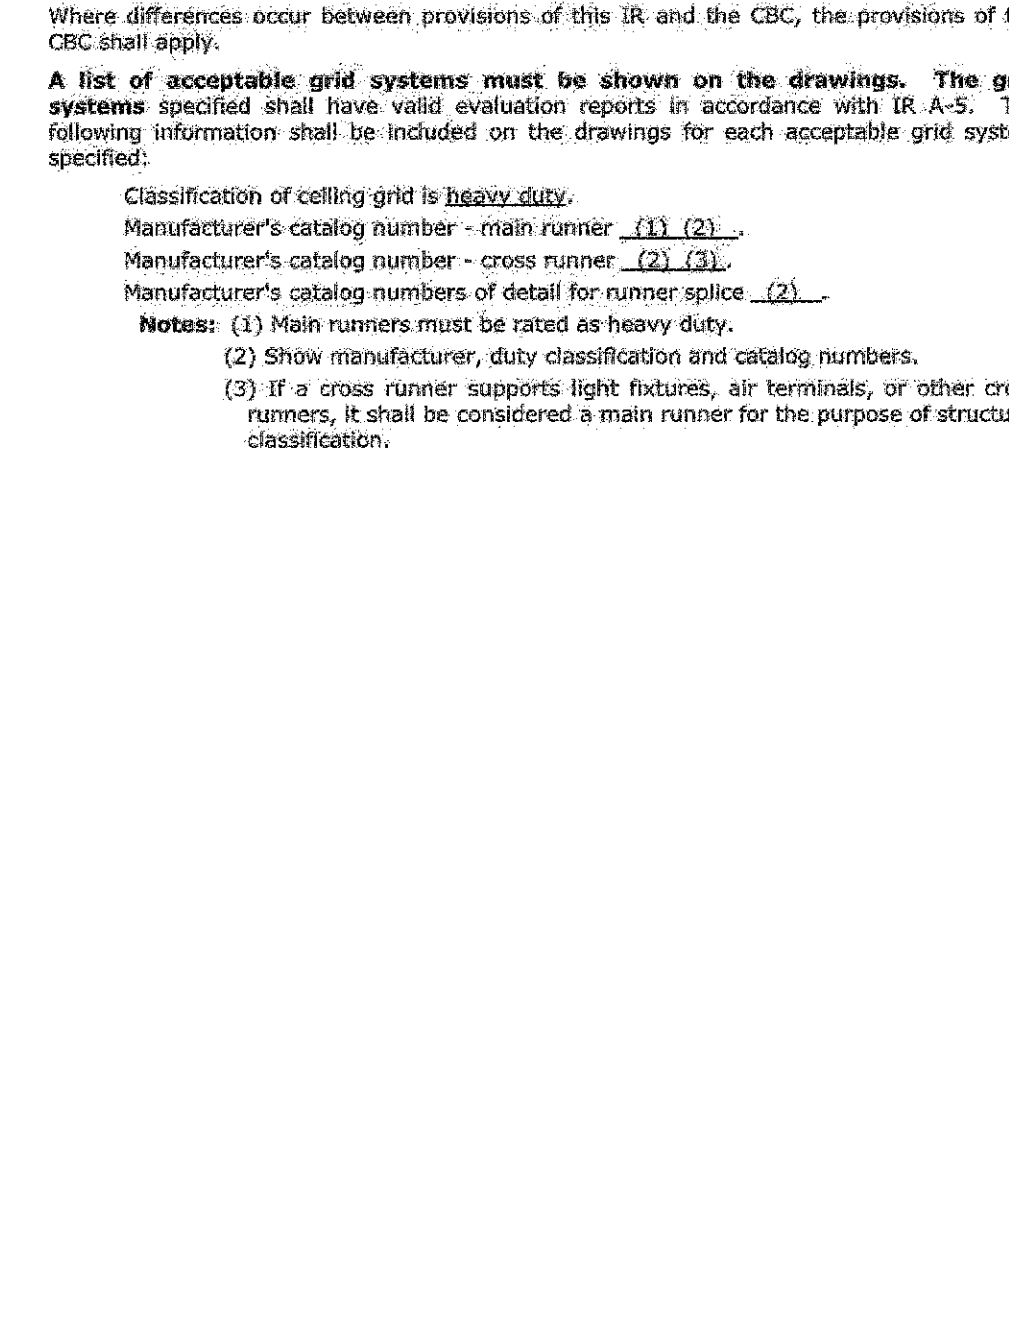 Where differences occur between provisions of this IR and the CBC, the provisions of
CBC shall apply.
A list of acceptable grid systems must be shown on the drawings. The
systems specified shall have valid evaluation reports in accordance with IR A-5.
following information shall be included on the drawings for each acceptable grid
specified:
Classification of ceiling grid is heavy duty.
Manufacturer's catalog number - main runner (1) (2).
Manufacturer's catalog number - cross runner (2) (3).
Manufacturer's catalog numbers of detail for runner splice (2).
Notes: (1) Main runners must be rated as heavy duty.
(2) Show manufacturer, duty classification and catalog numbers.
(3) If a cross runner supports light fixtures, air terminals, or other
runners, it shall be considered a main runner for the purpose of
classification.